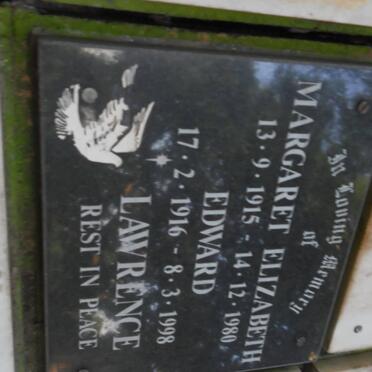 In Loving Memory
of
MARGARET ELIZABETH
13·9·1915 ~ 14·12·1980
EDWARD
17·2·1916 ~ 8·3·1998
LAWRENCE
REST IN PEACE